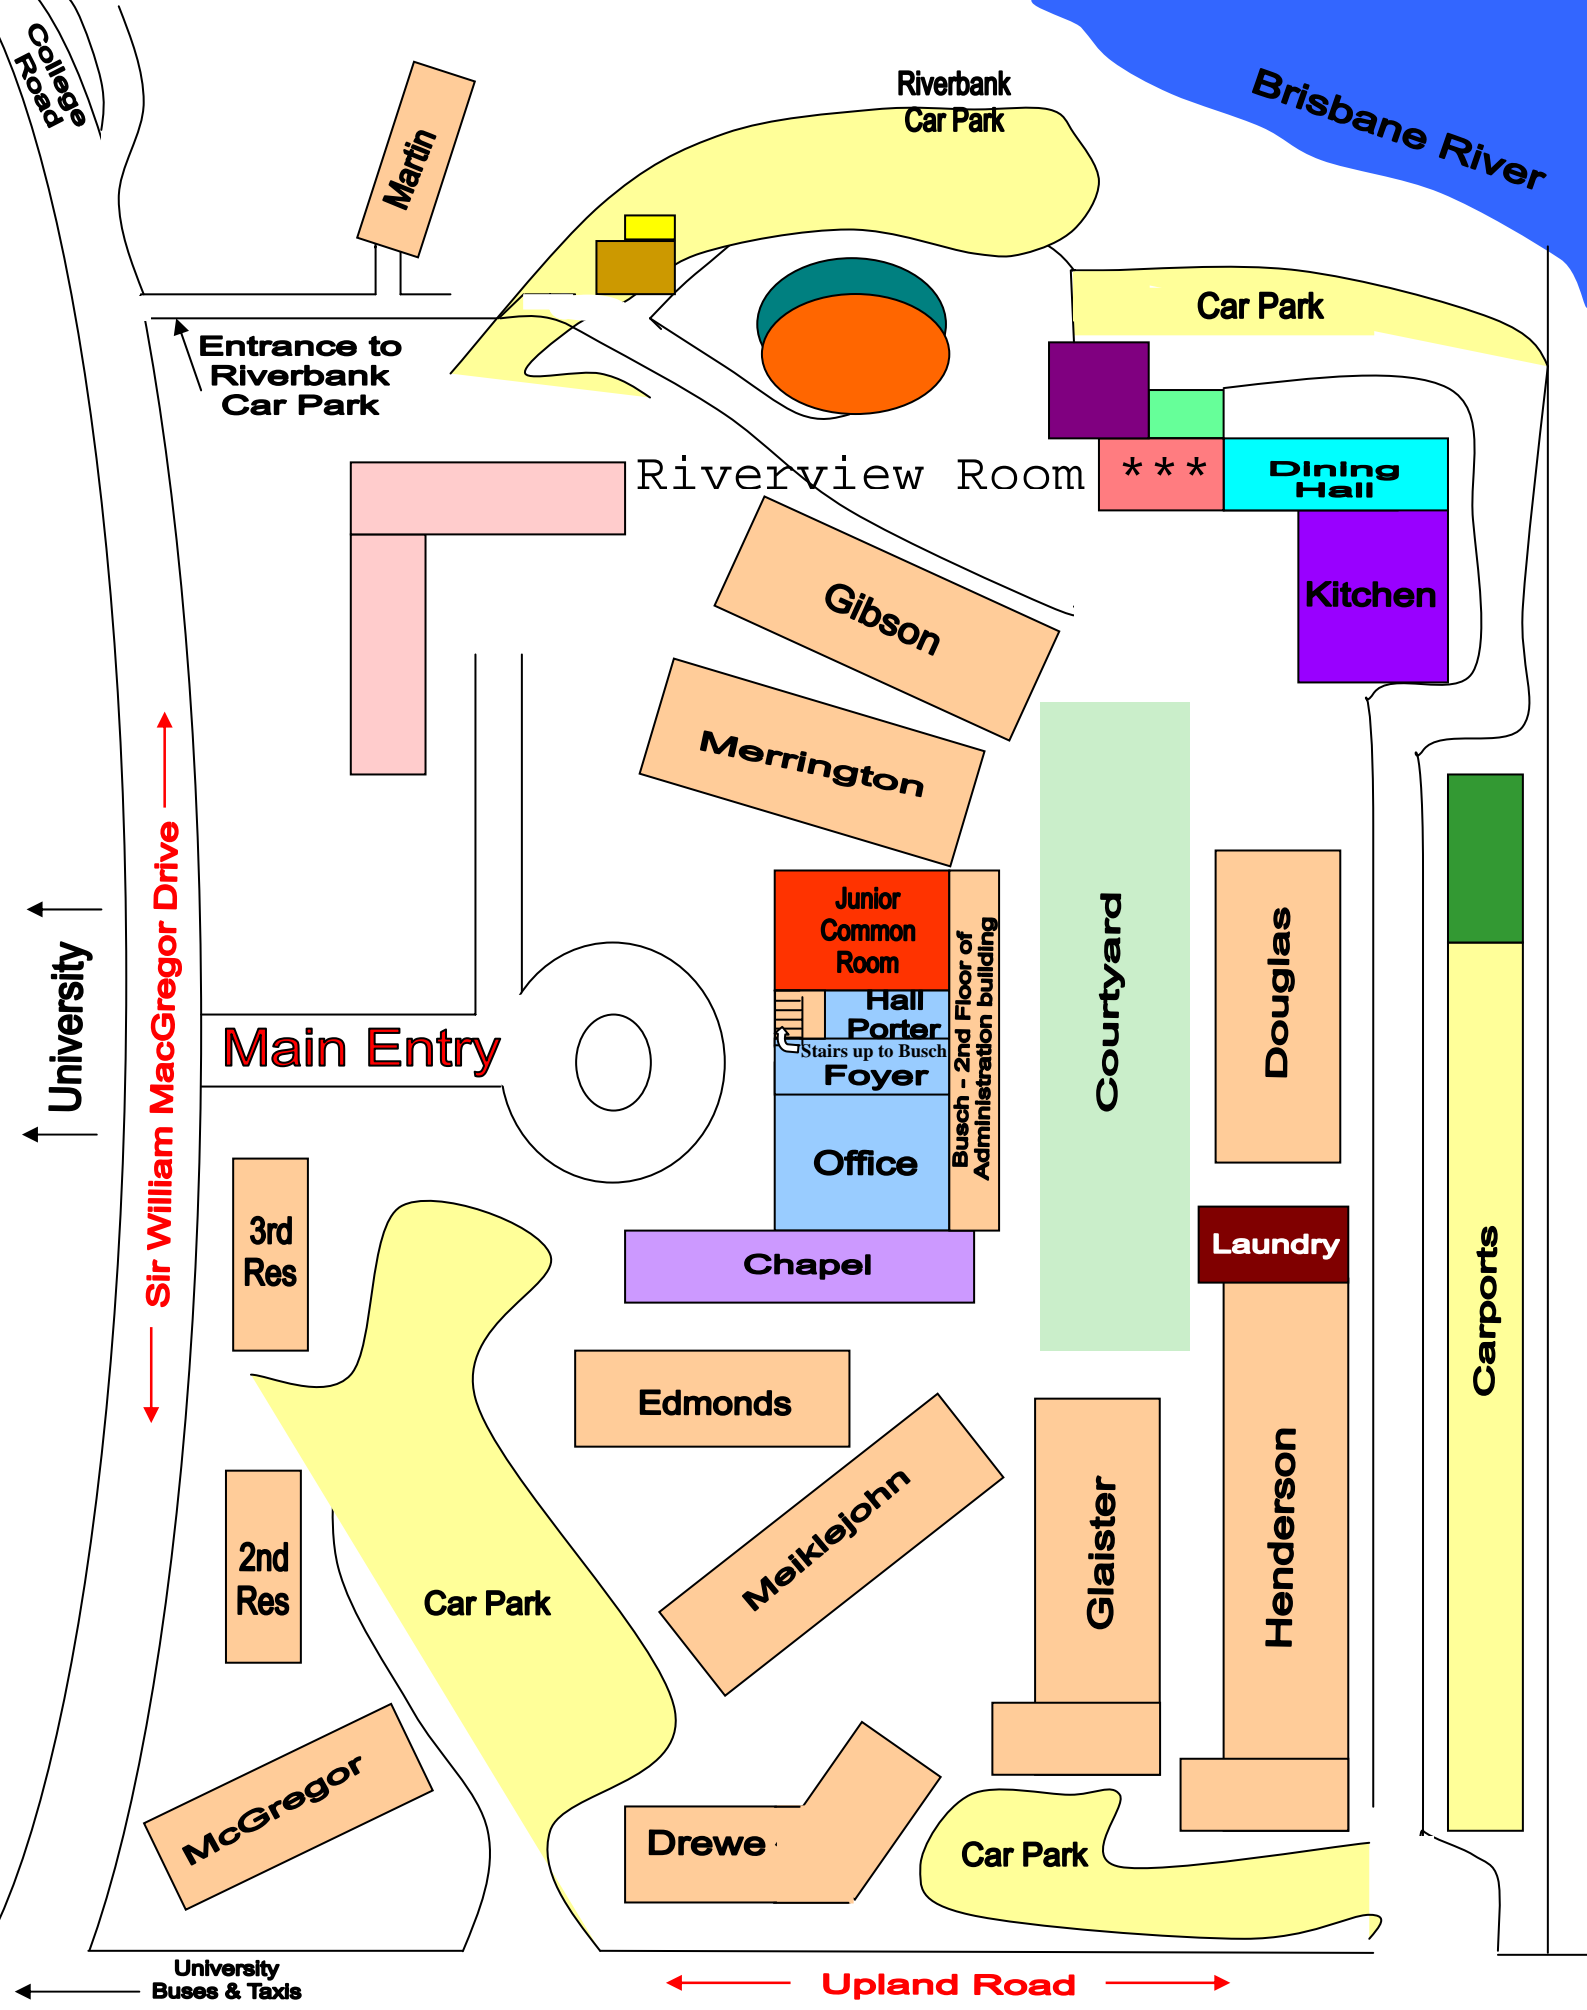 College
Road
Riverbank
Car Park
Brisbane River
Martin
Car Park
Entrance to
Riverbank
Car Park
Riverview Room
***
Dining
Hall
Kitchen
Gibson
Merrington
Sir William MacGregor Drive
University
Junior
Common
Room
Hall
Porter
Stairs up to Busch
Foyer
Office
Busch - 2nd Floor of
Administration building
Courtyard
Douglas
Main Entry
3rd
Res
Chapel
Laundry
Carports
Edmonds
Meiklejohn
Glaister
Henderson
2nd
Res
Car Park
McGregor
Drewe
Car Park
University
Buses & Taxis
Upland Road